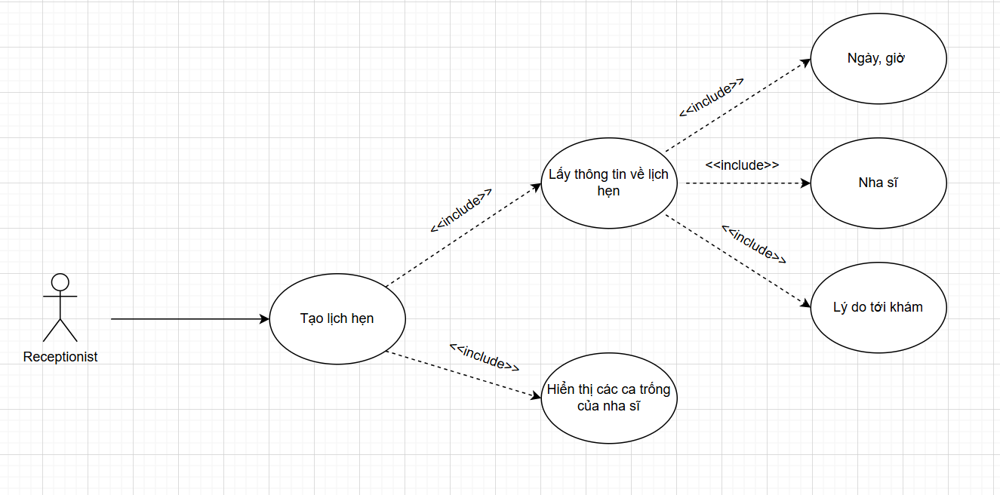 Ngày, giờ
<<include>>
<<include>>
Lấy thông tin về lịch
hẹn
Nha sĩ
<<include>>
<<include>>
Lý do tới khám
Tạo lịch hẹn
Receptionist
<<include>>
Hiển thị các ca trống
của nha sĩ